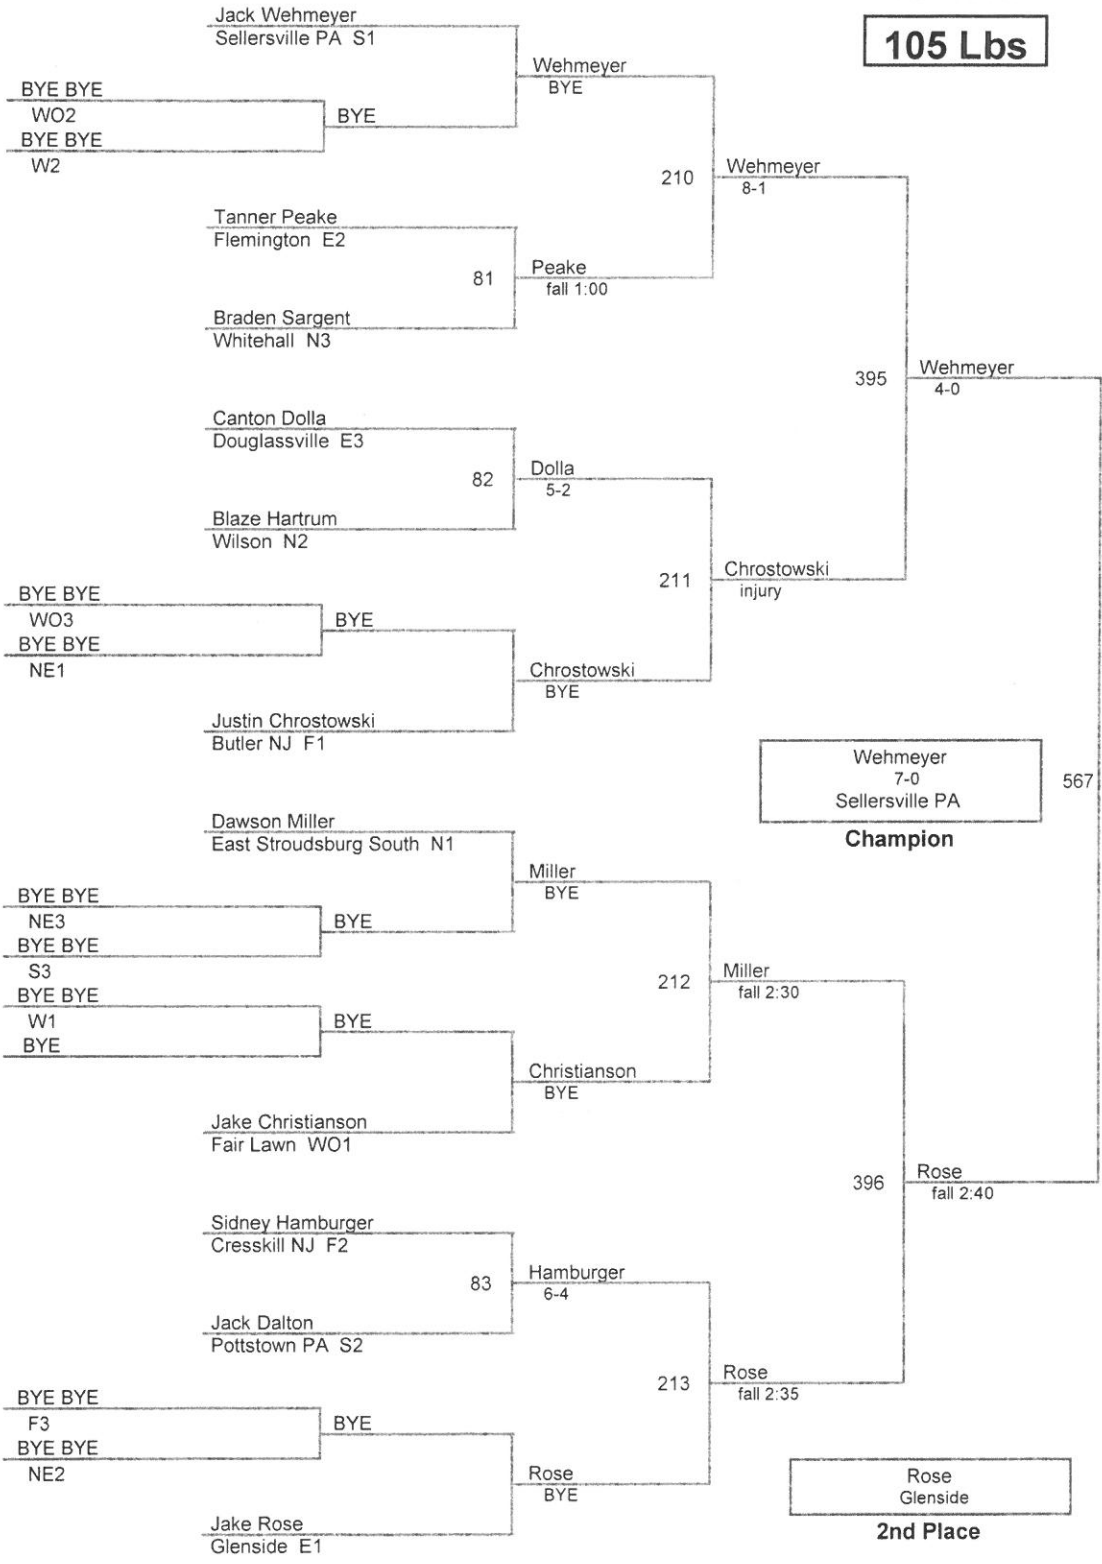 105 Lbs
Jack Wehmeyer
Sellersville PA S1
Wehmeyer
BYE
BYE BYE
WO2
BYE
BYE BYE
W2
210
Wehmeyer
8-1
Tanner Peake
Flemington E2
81
Peake
fall 1:00
Braden Sargent
Whitehall N3
395
Wehmeyer
4-0
Canton Dolla
Douglassville E3
82
Dolla
5-2
Blaze Hartrum
Wilson N2
211
Chrostowski
injury
BYE BYE
WO3
BYE
BYE BYE
NE1
Chrostowski
BYE
Justin Chrostowski
Butler NJ F1
Wehmeyer
7-0
Sellersville PA
Champion
567
Dawson Miller
East Stroudsburg South N1
Miller
BYE
BYE BYE
NE3
BYE
BYE BYE
S3
212
Miller
fall 2:30
BYE BYE
W1
BYE
BYE
Christianson
BYE
Jake Christianson
Fair Lawn WO1
396
Rose
fall 2:40
Sidney Hamburger
Cresskill NJ F2
83
Hamburger
6-4
Jack Dalton
Pottstown PA S2
213
Rose
fall 2:35
BYE BYE
F3
BYE
BYE BYE
NE2
Rose
BYE
Jake Rose
Glenside E1
Rose
Glenside
2nd Place